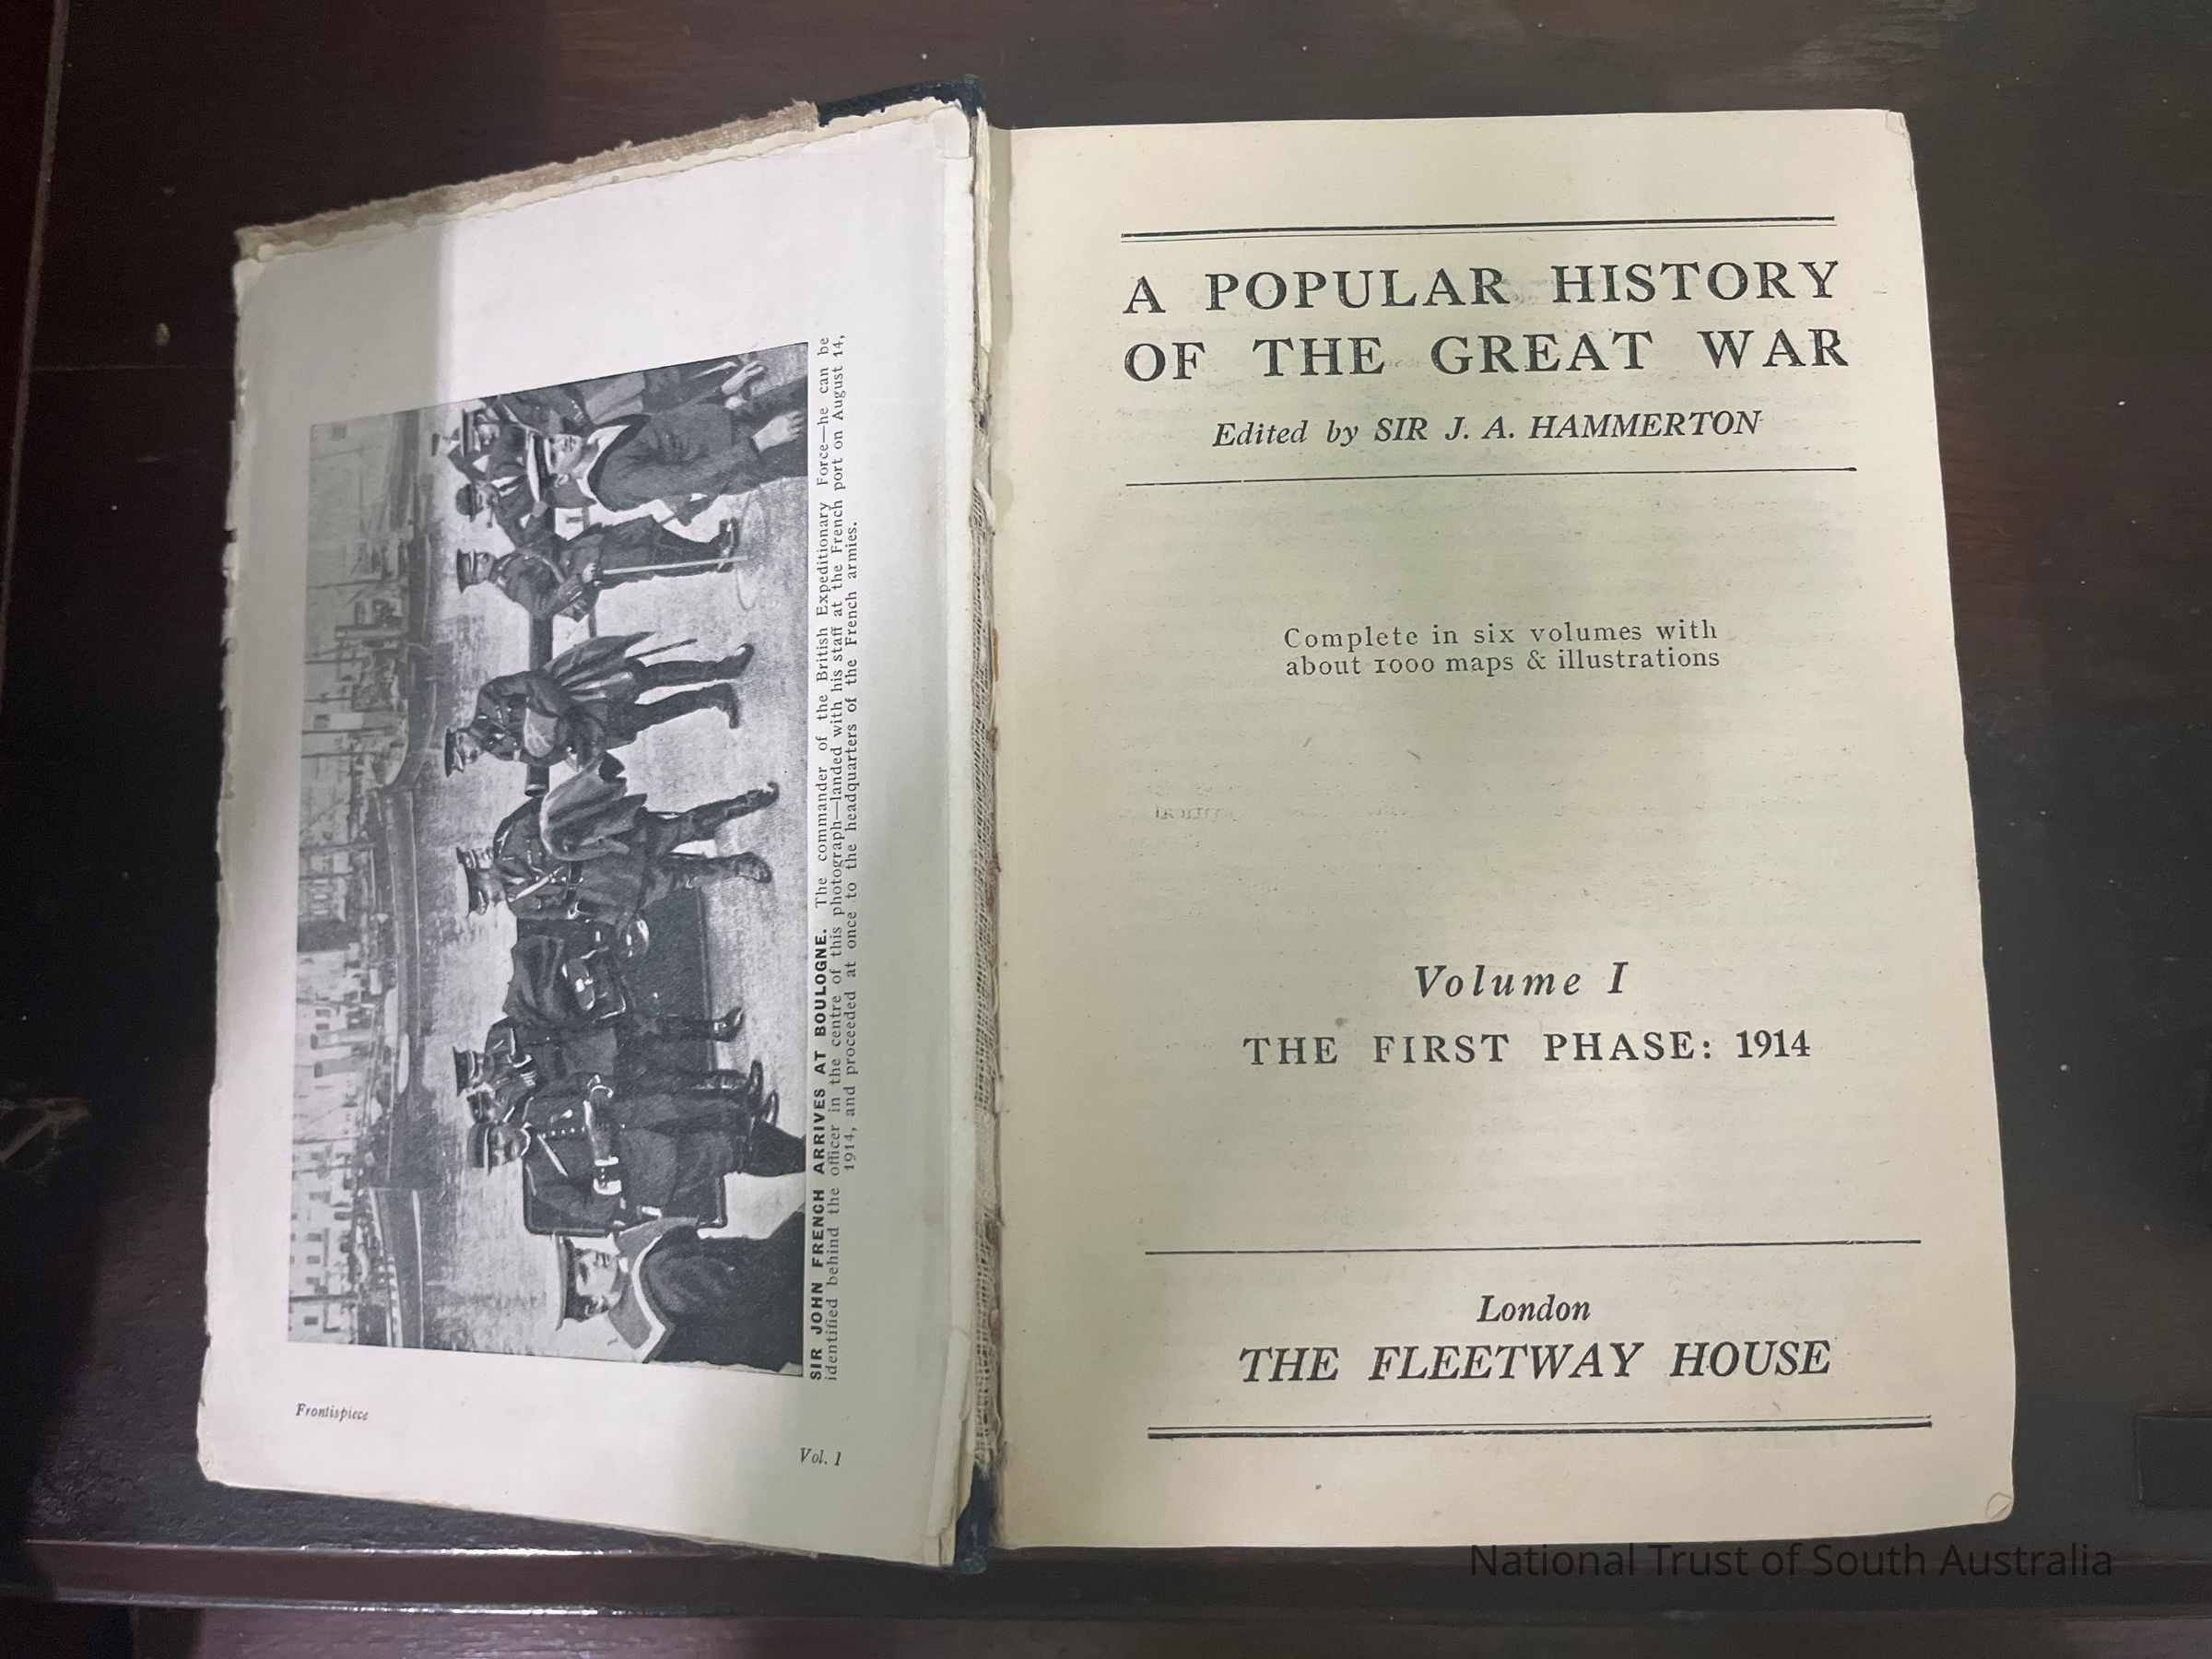 SIR JOHN FRENCH ARRIVES AT BOULOGNE. The commander of the British Expeditionary Force—he can be
identified behind the officer in the centre of this photograph—landed with his staff at the French port on August 14,
1914, and proceeded at once to the headquarters of the French armies.
Frontispiece
Vol. 1
A POPULAR HISTORY
OF THE GREAT WAR
Edited by SIR J. A. HAMMERTON
Complete in six volumes with
about 1000 maps & illustrations
Volume I
THE FIRST PHASE: 1914
London
THE FLEETWAY HOUSE
National Trust of South Australia